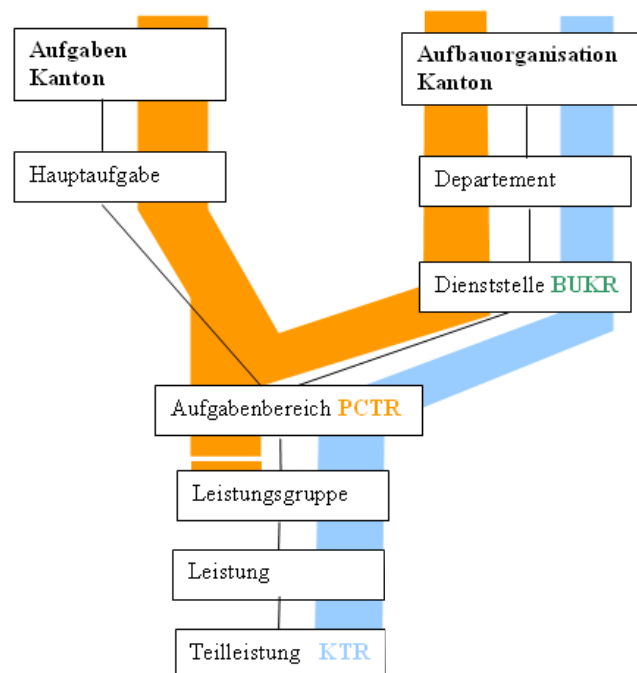 Aufgaben
Kanton
Aufbauorganisation
Kanton
Hauptaufgabe
Departement
Dienststelle BUKR
Aufgabenbereich PCTR
Leistungsgruppe
Leistung
Teilleistung KTR